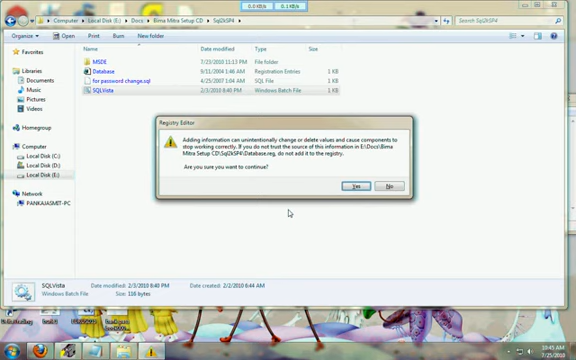 0.0 K/S 0.1 K/S
Computer Local Disk (E:) Docs Bima Mitra Setup CD Sql2kSP4
Search Sql2kSP4
Organize Open Print Burn New folder
Favorites
Libraries
Documents
Music
Pictures
Videos
Homegroup
Computer
Local Disk (C:)
Local Disk (D:)
Local Disk (E:)
Network
PANKAJASMIT-PC
Name Date modified Type Size
MSDE 7/23/2010 11:13 PM File folder
Database 9/11/2004 1:46 AM Registration Entries 1 KB
for password change.sql 4/25/2007 1:04 AM SQL File 1 KB
SQLVista 2/3/2010 8:40 PM Windows Batch File 1 KB
Registry Editor
Adding information can unintentionally change or delete values and cause components to
stop working correctly. If you do not trust the source of this information in E:\Docs\Bima
Mitra Setup CD\Sql2kSP4\Database.reg, do not add it to the registry.
Are you sure you want to continue?
Yes No
SQLVista Date modified: 2/3/2010 8:40 PM Date created: 2/2/2010 6:44 AM
Windows Batch File Size: 116 bytes
10:45 AM
7/25/2010